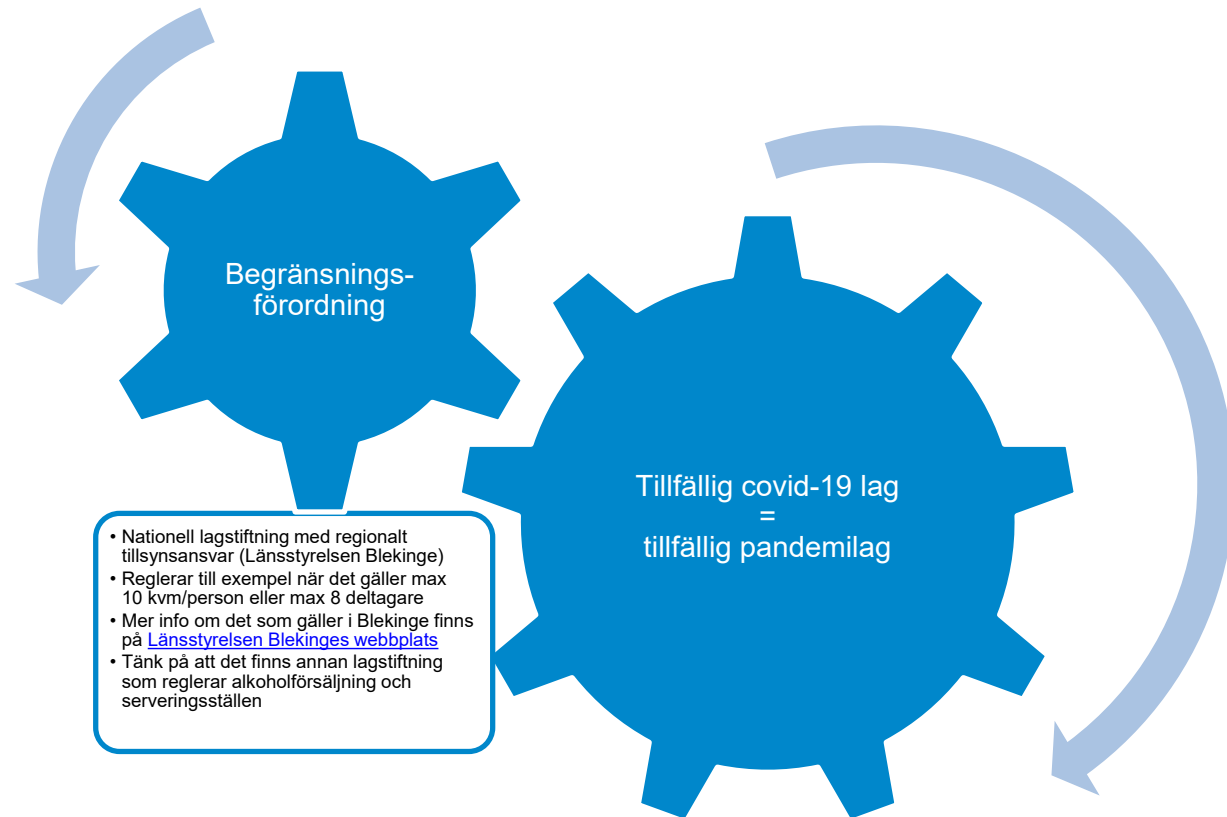 Begränsnings-
förordning
Tillfällig covid-19 lag
=
tillfällig pandemilag
• Nationell lagstiftning med regionalt
tillsynsansvar (Länsstyrelsen Blekinge)
• Reglerar till exempel när det gäller max
10 kvm/person eller max 8 deltagare
• Mer info om det som gäller i Blekinge finns
på Länsstyrelsen Blekinges webbplats
• Tänk på att det finns annan lagstiftning
som reglerar alkoholförsäljning och
serveringsställen